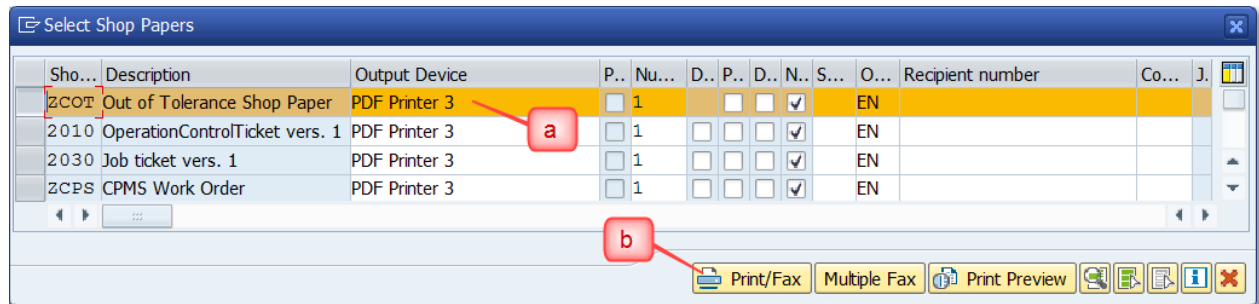 Select Shop Papers
Sho... Description Output Device P.. Nu... D.. P.. D.. N.. S... O... Recipient number Co... J.
ZCOT Out of Tolerance Shop Paper PDF Printer 3 1 EN
a
2010 OperationControlTicket vers. 1 PDF Printer 3 1 EN
2030 Job ticket vers. 1 PDF Printer 3 1 EN
ZCPS CPMS Work Order PDF Printer 3 1 EN
b
Print/Fax Multiple Fax Print Preview